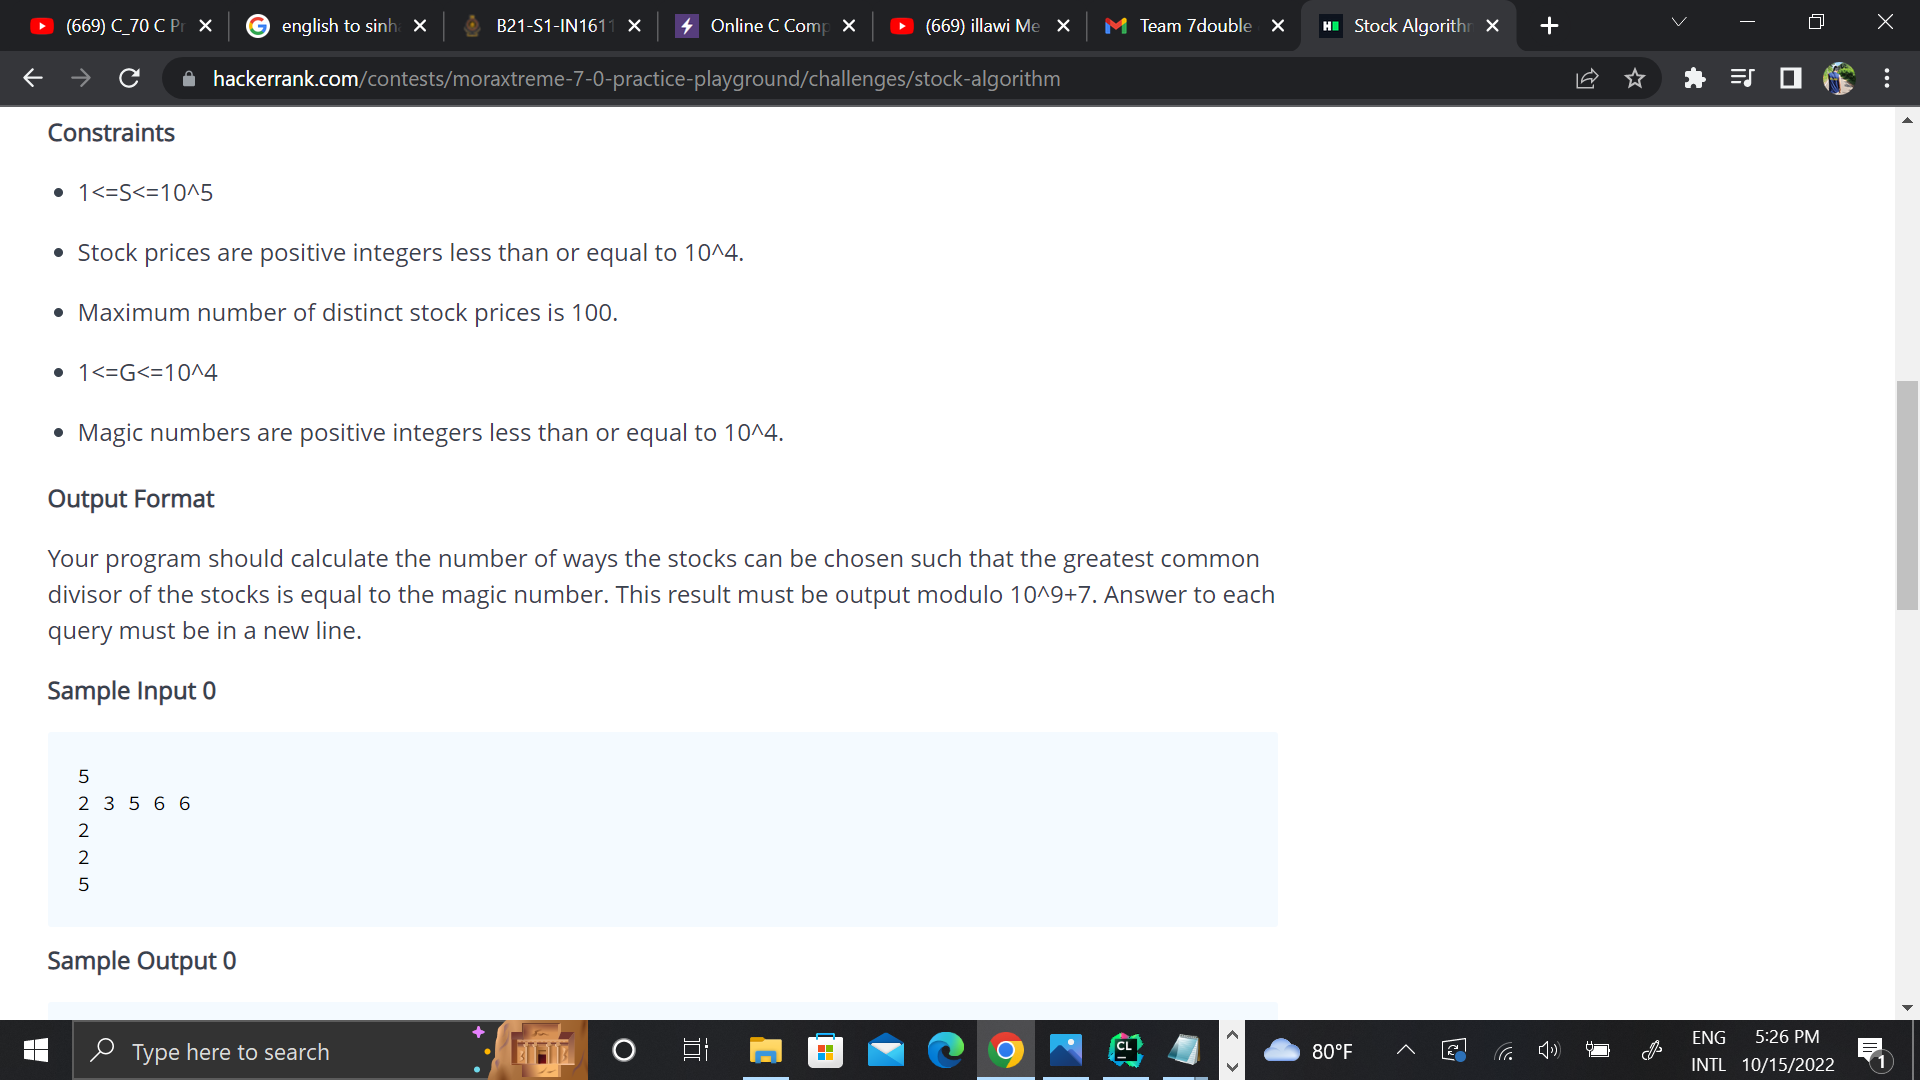 (669) C_70 C Pr
english to sinh
B21-S1-IN1611
Online C Comp
(669) illawi Me
Team 7double
Stock Algorithm
hackerrank.com/contests/moraxtreme-7-0-practice-playground/challenges/stock-algorithm
Constraints
1<=S<=10^5
Stock prices are positive integers less than or equal to 10^4.
Maximum number of distinct stock prices is 100.
1<=G<=10^4
Magic numbers are positive integers less than or equal to 10^4.
Output Format
Your program should calculate the number of ways the stocks can be chosen such that the greatest common
divisor of the stocks is equal to the magic number. This result must be output modulo 10^9+7. Answer to each
query must be in a new line.
Sample Input 0
5
2 3 5 6 6
2
2
5
Sample Output 0
Type here to search
CL
80°F
ENG
INTL
5:26 PM
10/15/2022
1